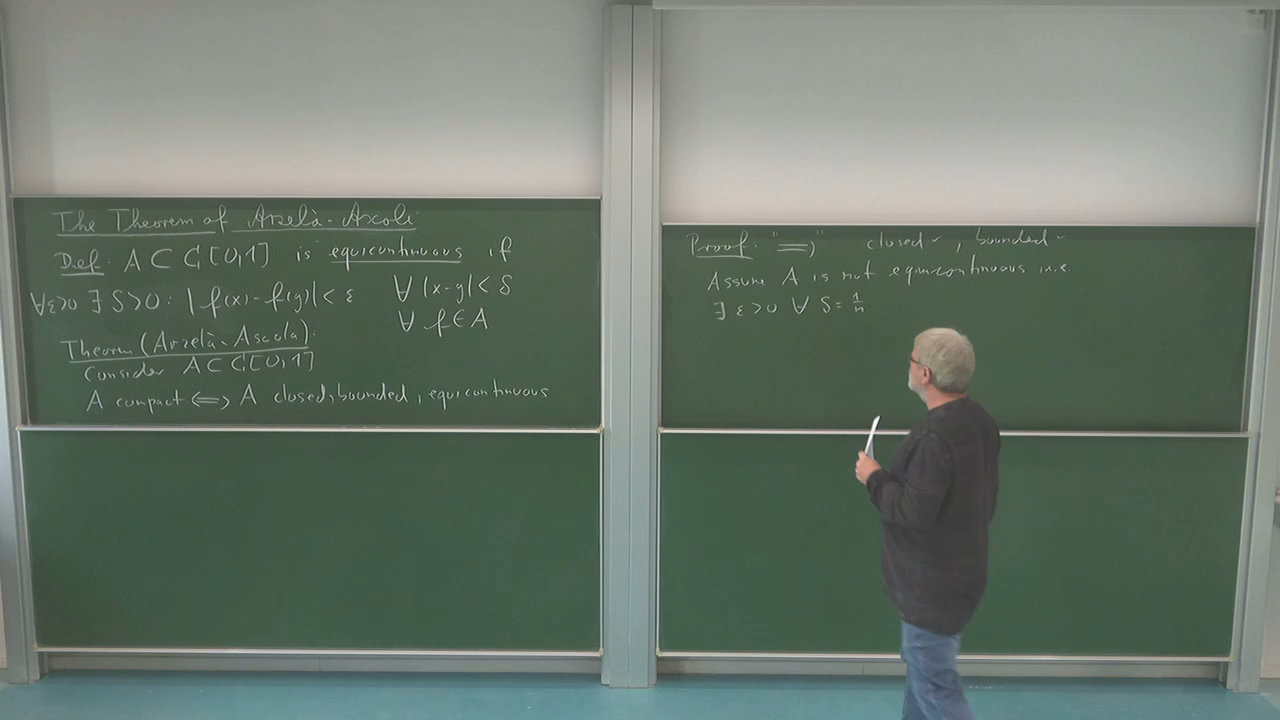 The Theorem of Arzelà-Ascoli
Def. A ⊂ C[0,1] is equicontinuous if
∀ε>0 ∃ δ>0 : |f(x)-f(y)| < ε ∀ |x-y| < δ
∀ f ∈ A
Theorem (Arzelà-Ascola).
Consider A ⊂ C[0,1]
A compact ⟺ A closed, bounded, equicontinuous
Proof. "⟹" closed ✓, bounded ✓
Assume A is not equicontinuous i.e.
∃ ε>0 ∀ δ = 1/n